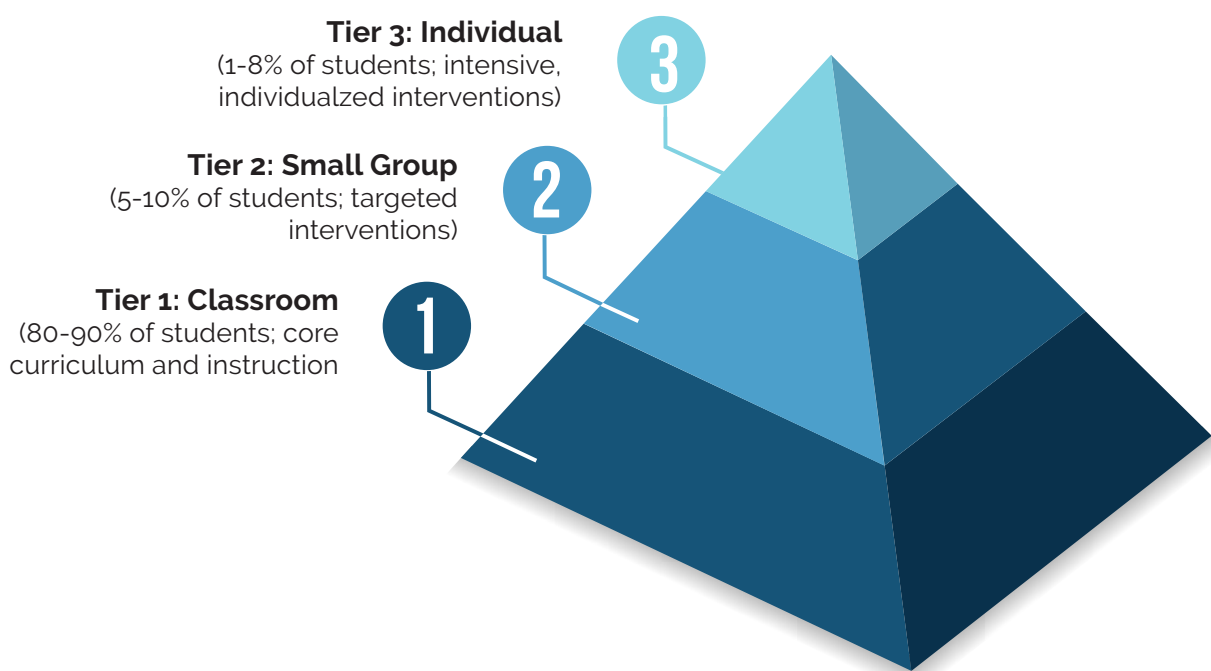 Tier 3: Individual
(1-8% of students; intensive,
individualzed interventions)
3
Tier 2: Small Group
(5-10% of students; targeted
interventions)
2
Tier 1: Classroom
(80-90% of students; core
curriculum and instruction
1